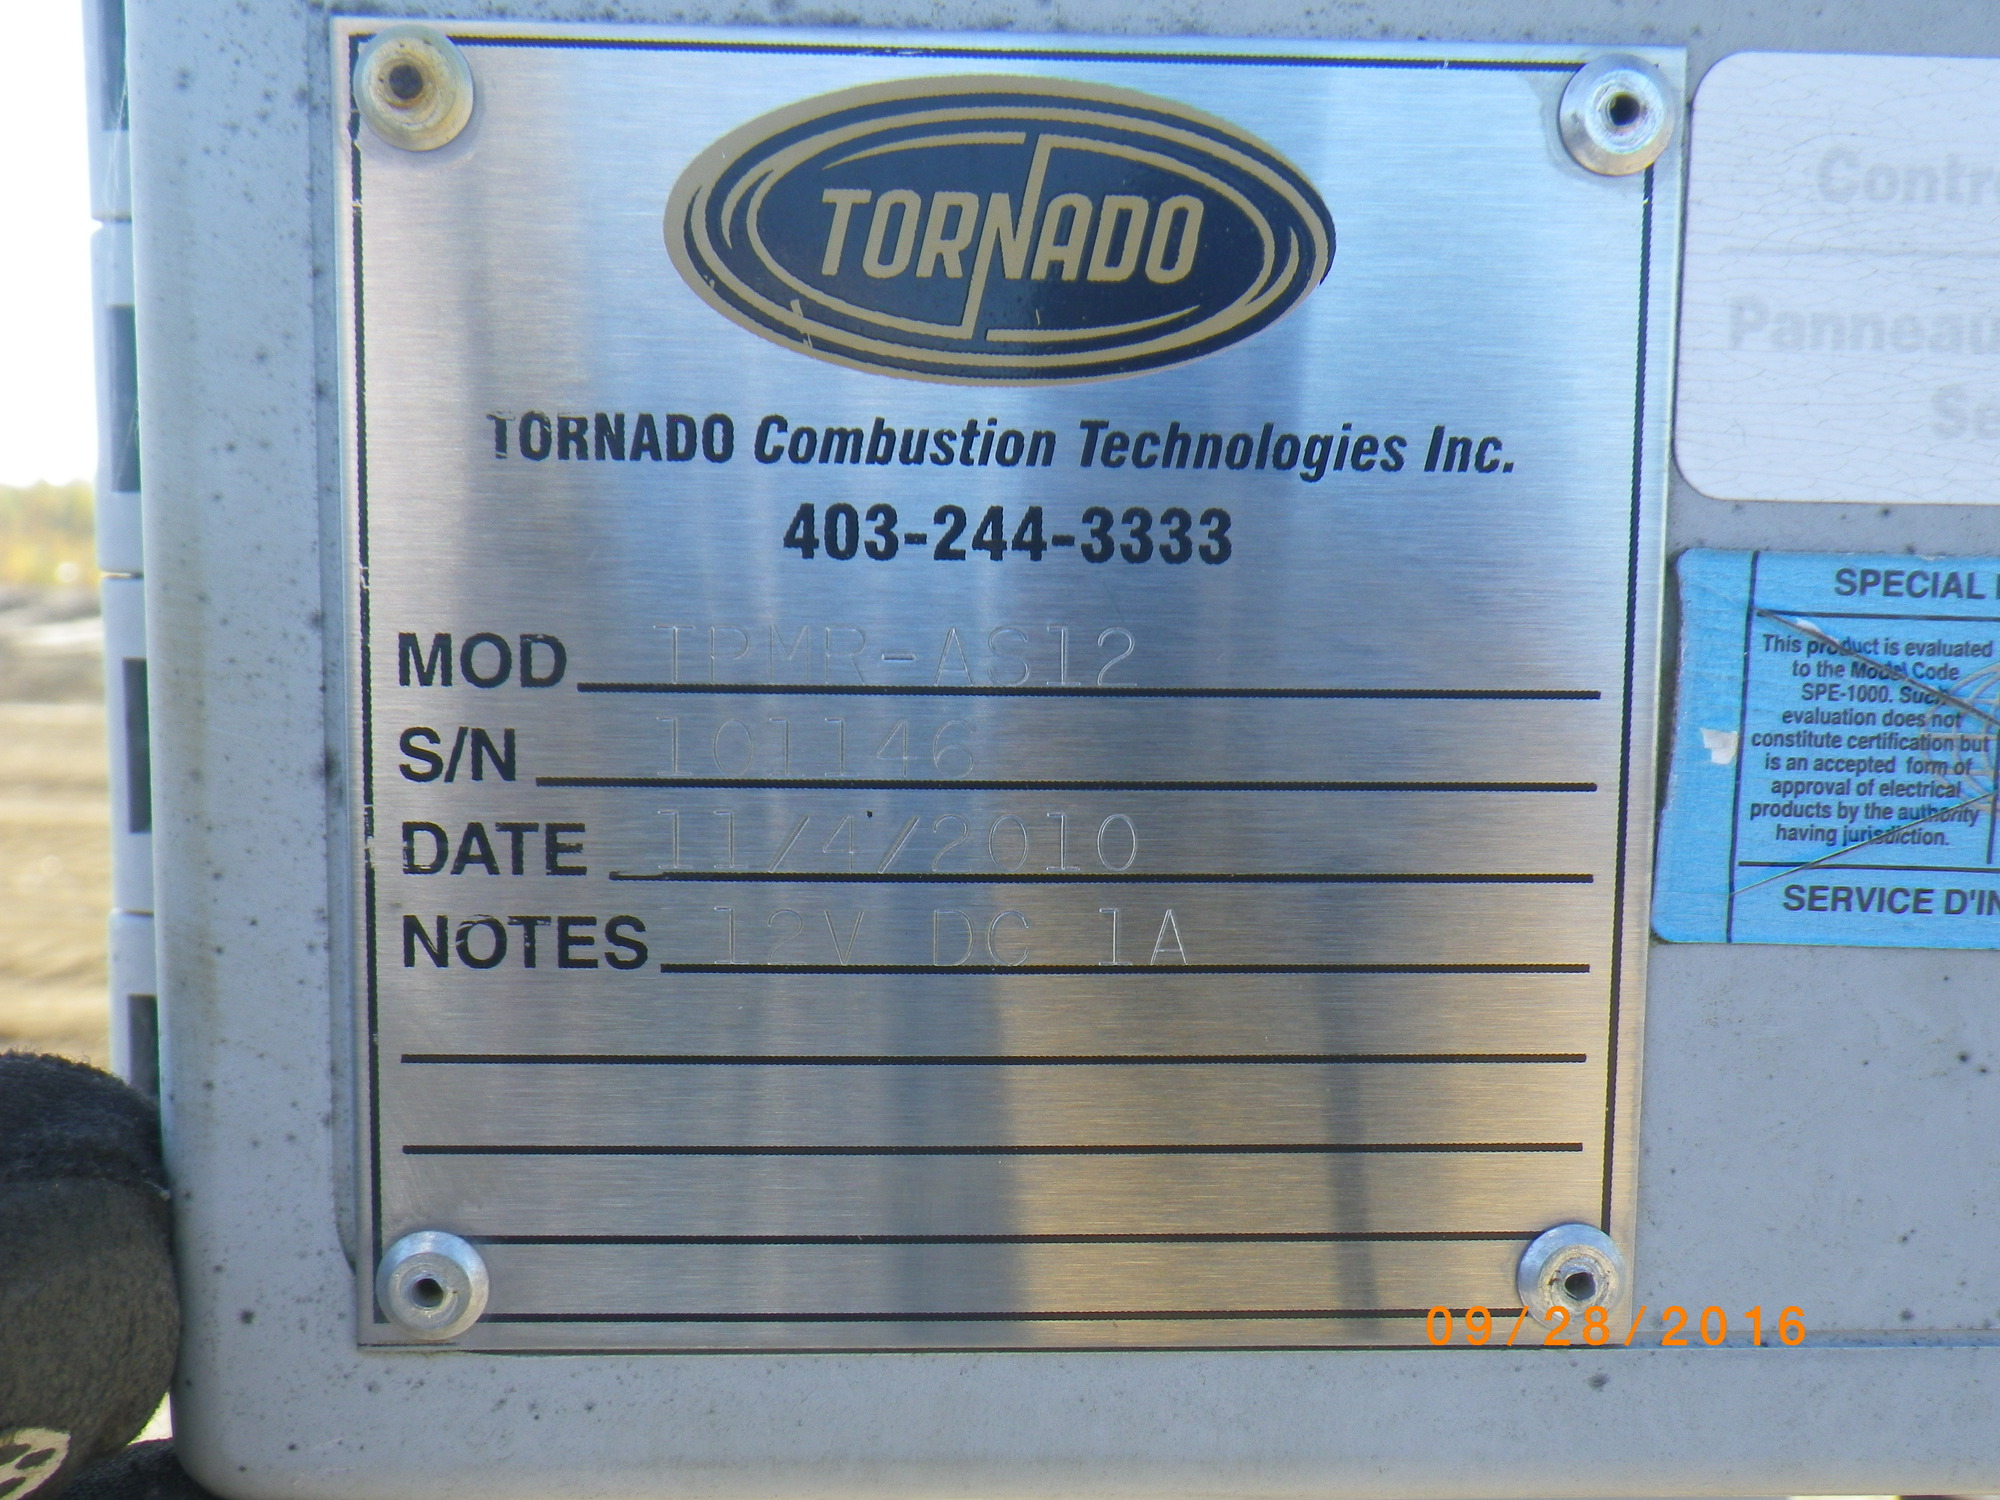 TORNADO
TORNADO Combustion Technologies Inc.
403-244-3333
MOD TPMR-AS12
S/N 101146
DATE 11/4/2010
NOTES 12V DC 1A
Contr
Panneau
Se
SPECIAL
This product is evaluated
to the Model Code
SPE-1000. Such
evaluation does not
constitute certification but
is an accepted form of
approval of electrical
products by the authority
having jurisdiction.
SERVICE D'IN
09/28/2016